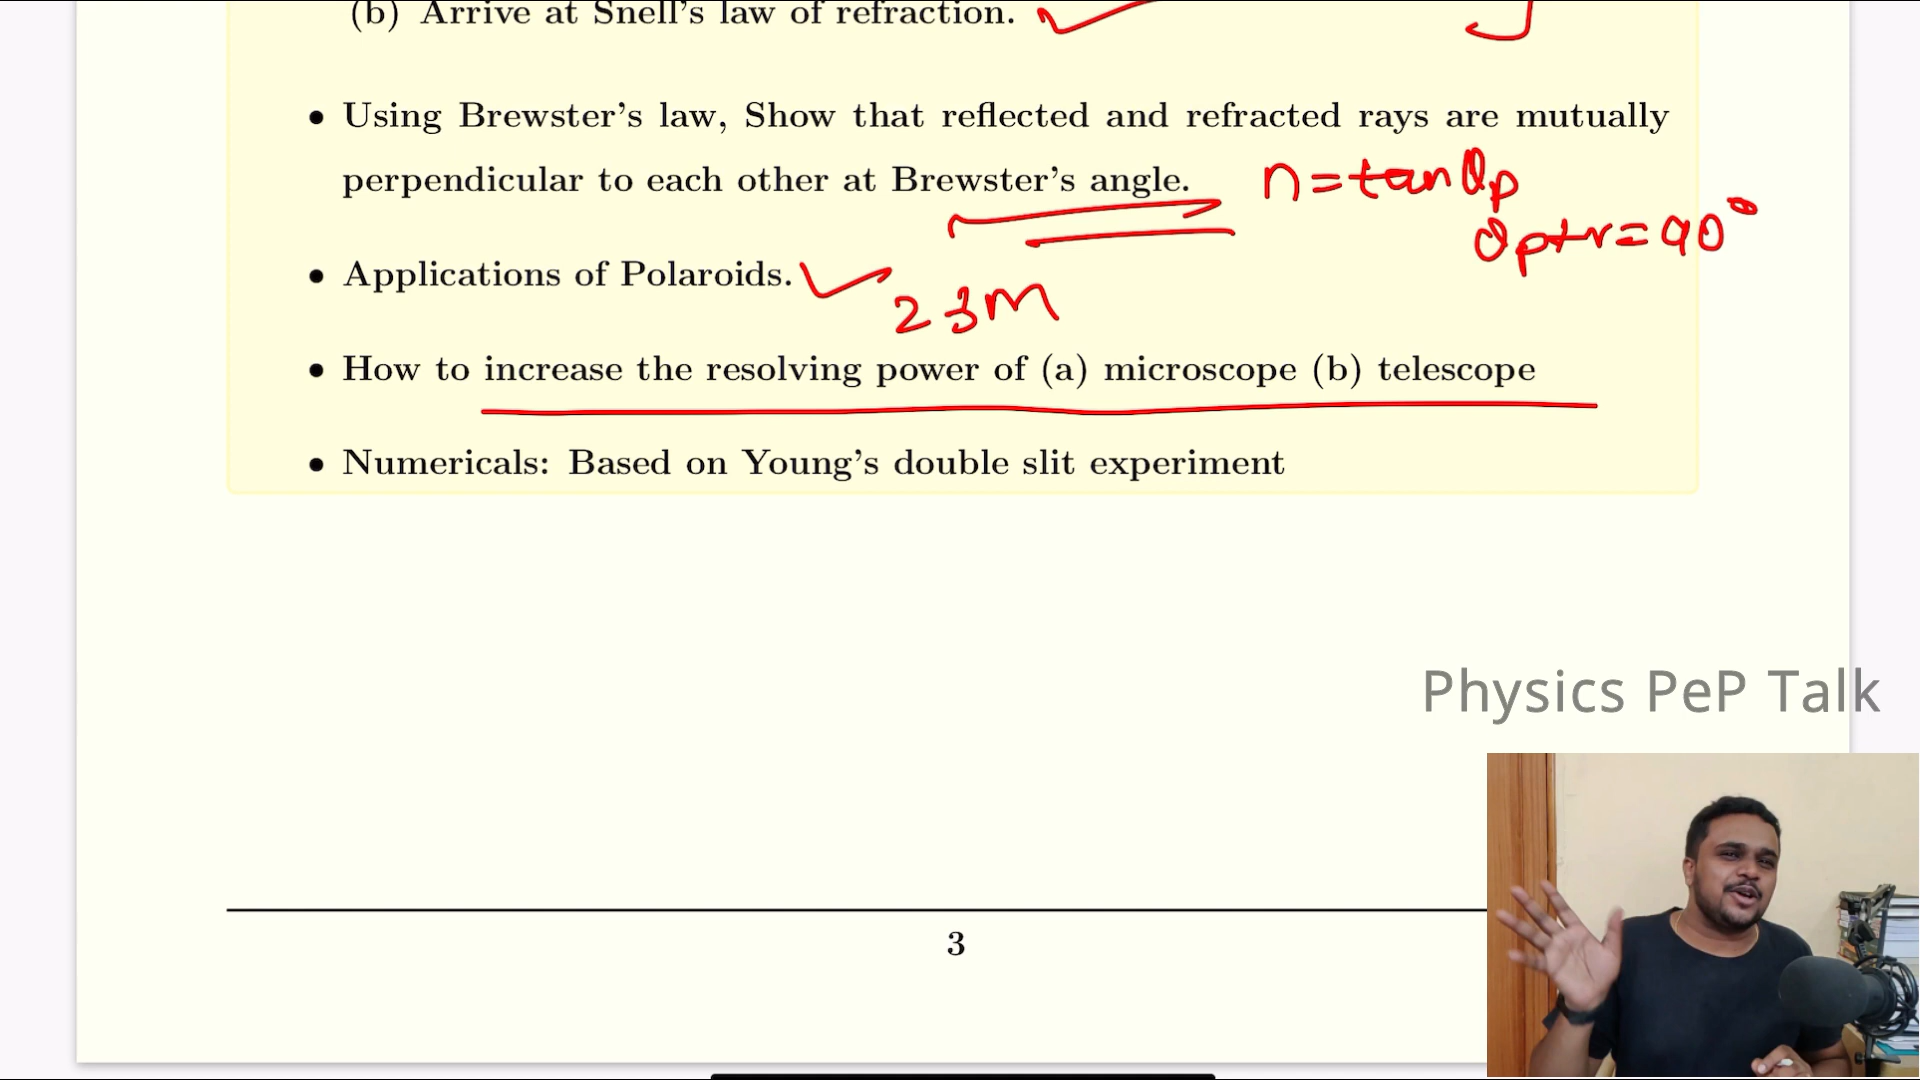 (b) Arrive at Snell's law of refraction.
• Using Brewster's law, Show that reflected and refracted rays are mutually
perpendicular to each other at Brewster's angle.
n=tanθp
θp+r=90°
• Applications of Polaroids.
2 3M
• How to increase the resolving power of (a) microscope (b) telescope
• Numericals: Based on Young's double slit experiment
Physics PeP Talk
3